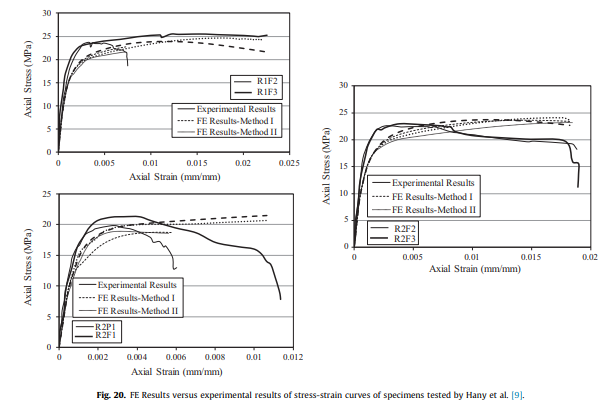 30
25
20
15
10
5
0
Axial Stress (MPa)
R1F2
R1F3
Experimental Results
FE Results-Method I
FE Results-Method II
0 0.005 0.01 0.015 0.02 0.025
Axial Strain (mm/mm)
25
20
15
10
5
0
Axial Stress (MPa)
Experimental Results
FE Results-Method I
FE Results-Method II
R2P1
R2F1
0 0.002 0.004 0.006 0.008 0.01 0.012
Axial Strain (mm/mm)
30
25
20
15
10
5
0
Axial Stress (MPa)
Experimental Results
FE Results-Method I
FE Results-Method II
R2F2
R2F3
0 0.005 0.01 0.015 0.02
Axial Strain (mm/mm)
Fig. 20. FE Results versus experimental results of stress-strain curves of specimens tested by Hany et al. [9].